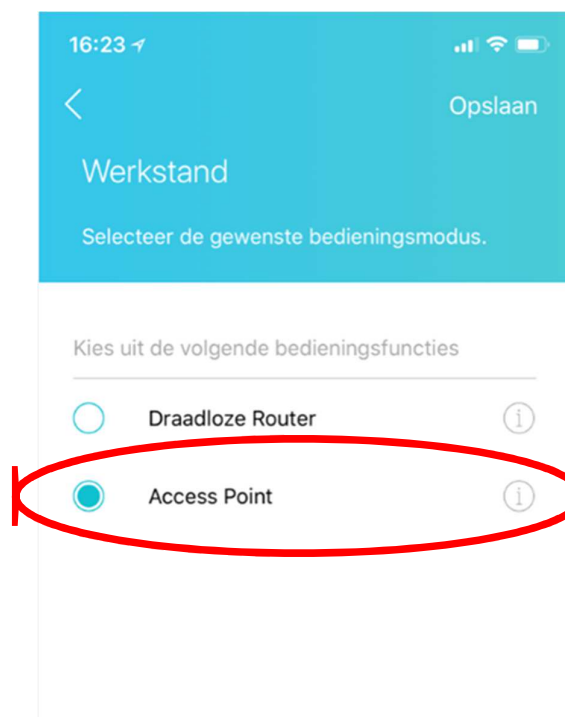 16:23
Opslaan
Werkstand
Selecteer de gewenste bedieningsmodus.
Kies uit de volgende bedieningsfuncties
Draadloze Router
Access Point